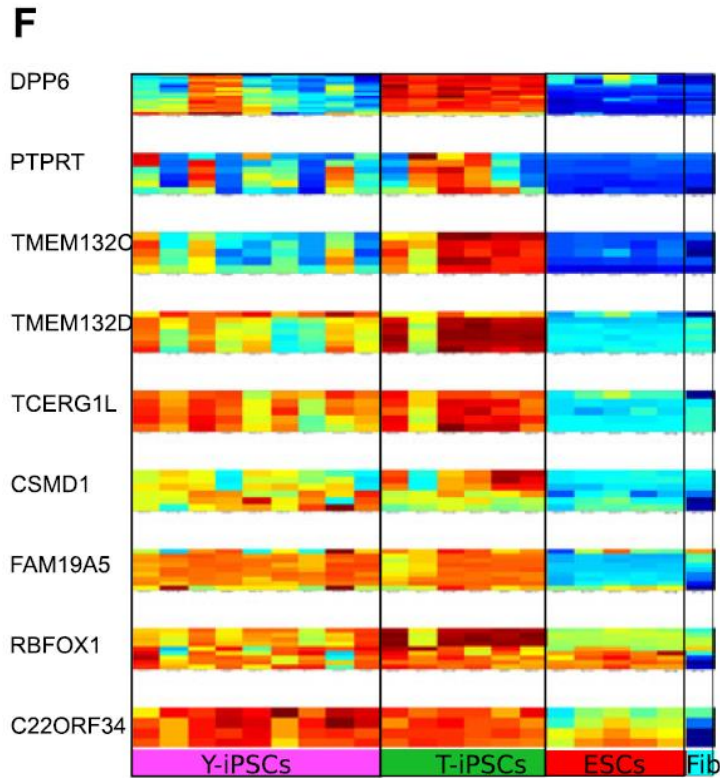 F
DPP6
PTPRT
TMEM132C
TMEM132D
TCERG1L
CSMD1
FAM19A5
RBFOX1
C22ORF34
Y-iPSCs T-iPSCs ESCs Fib